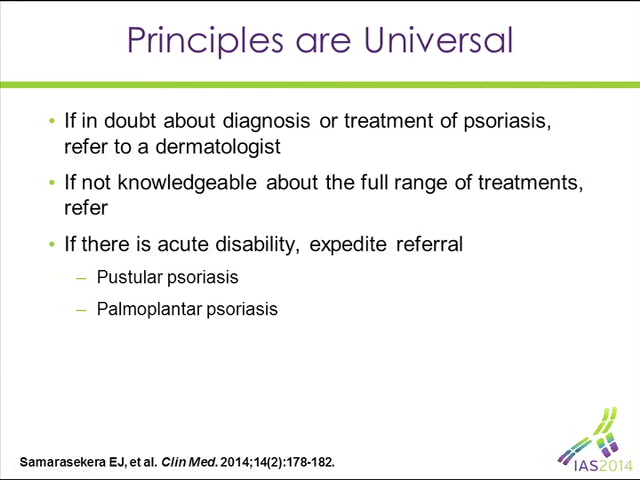 Principles are Universal
• If in doubt about diagnosis or treatment of psoriasis,
refer to a dermatologist
• If not knowledgeable about the full range of treatments,
refer
• If there is acute disability, expedite referral
– Pustular psoriasis
– Palmoplantar psoriasis
Samarasekera EJ, et al. Clin Med. 2014;14(2):178-182.
IAS2014